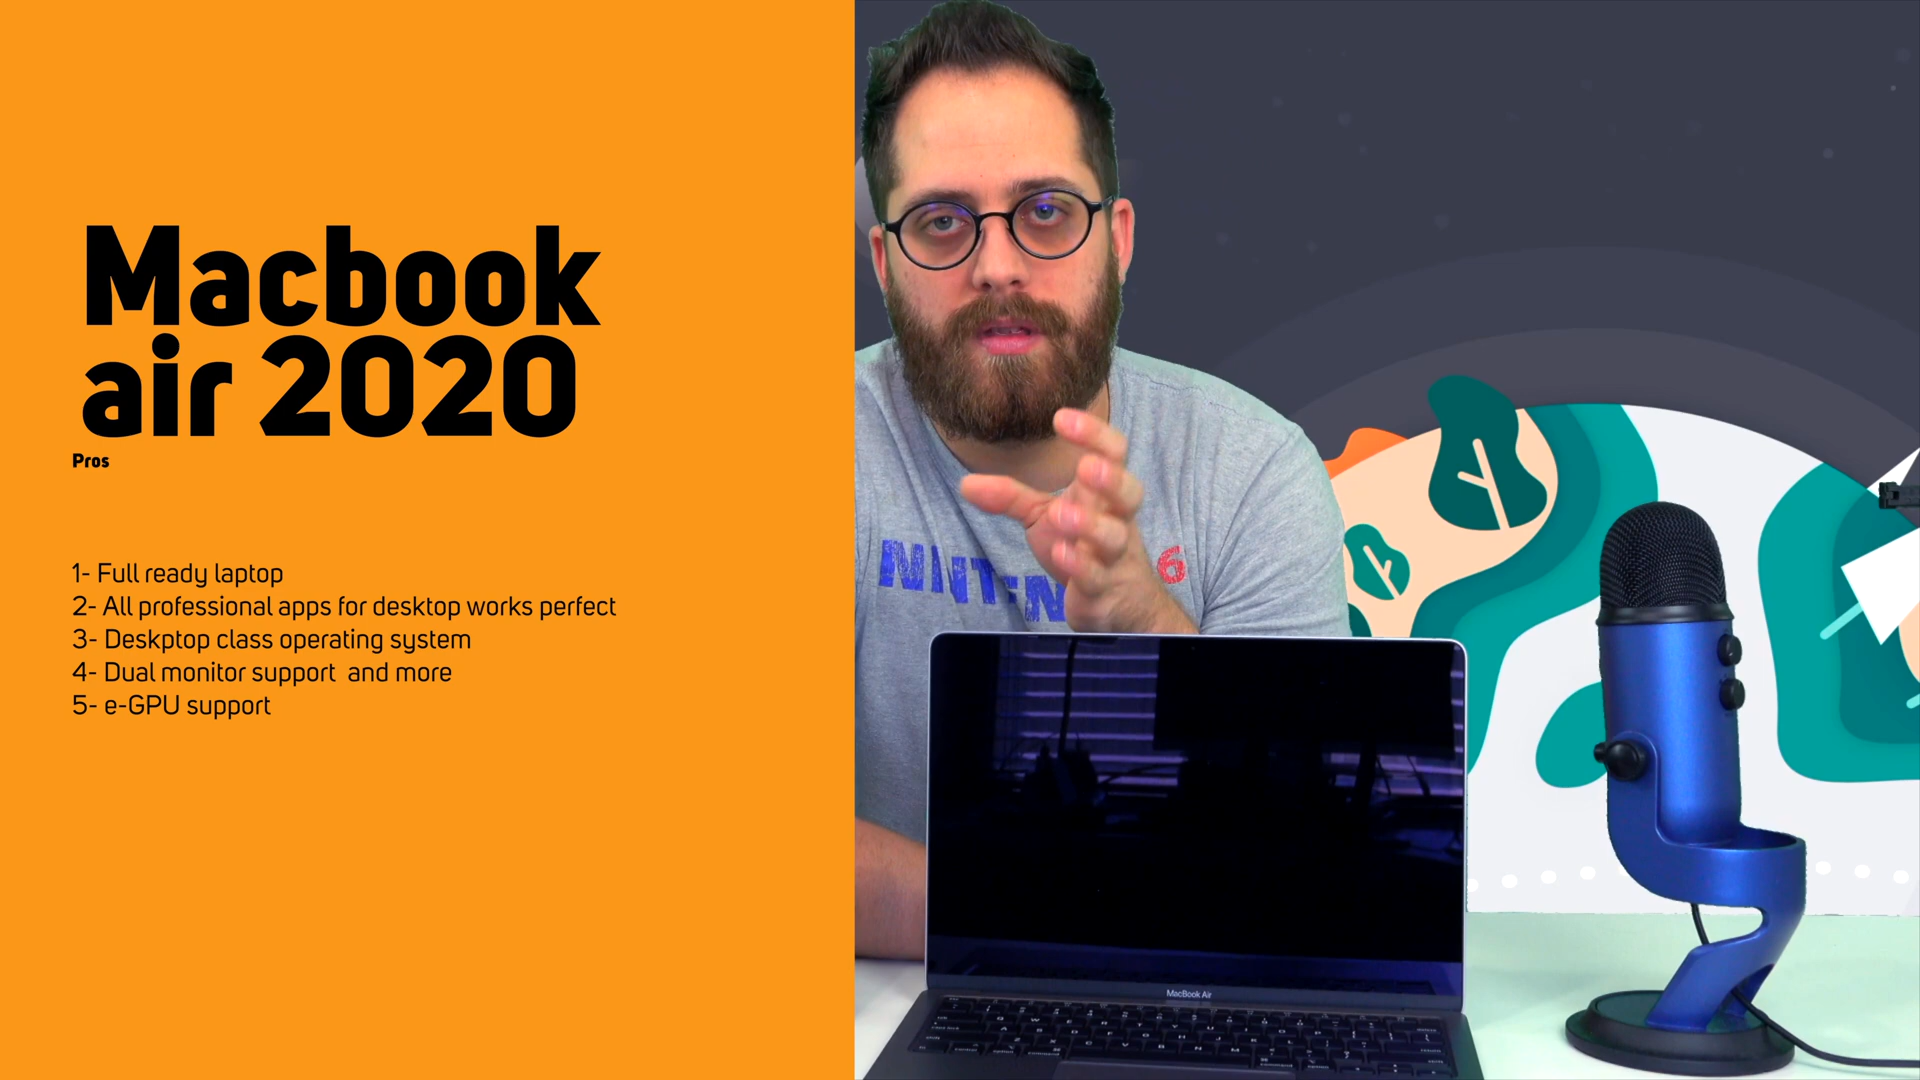 Macbook
air 2020
Pros
1- Full ready laptop
2- All professional apps for desktop works perfect
3- Deskptop class operating system
4- Dual monitor support  and more
5- e-GPU support
6
MacBook Air